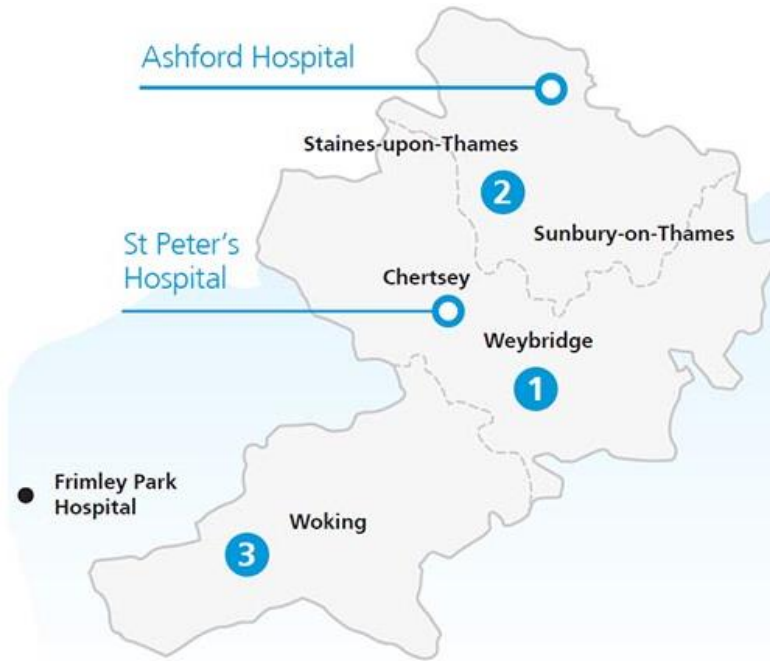 Ashford Hospital
Staines-upon-Thames
2
Sunbury-on-Thames
St Peter's
Hospital
Chertsey
Weybridge
1
Frimley Park
Hospital
Woking
3